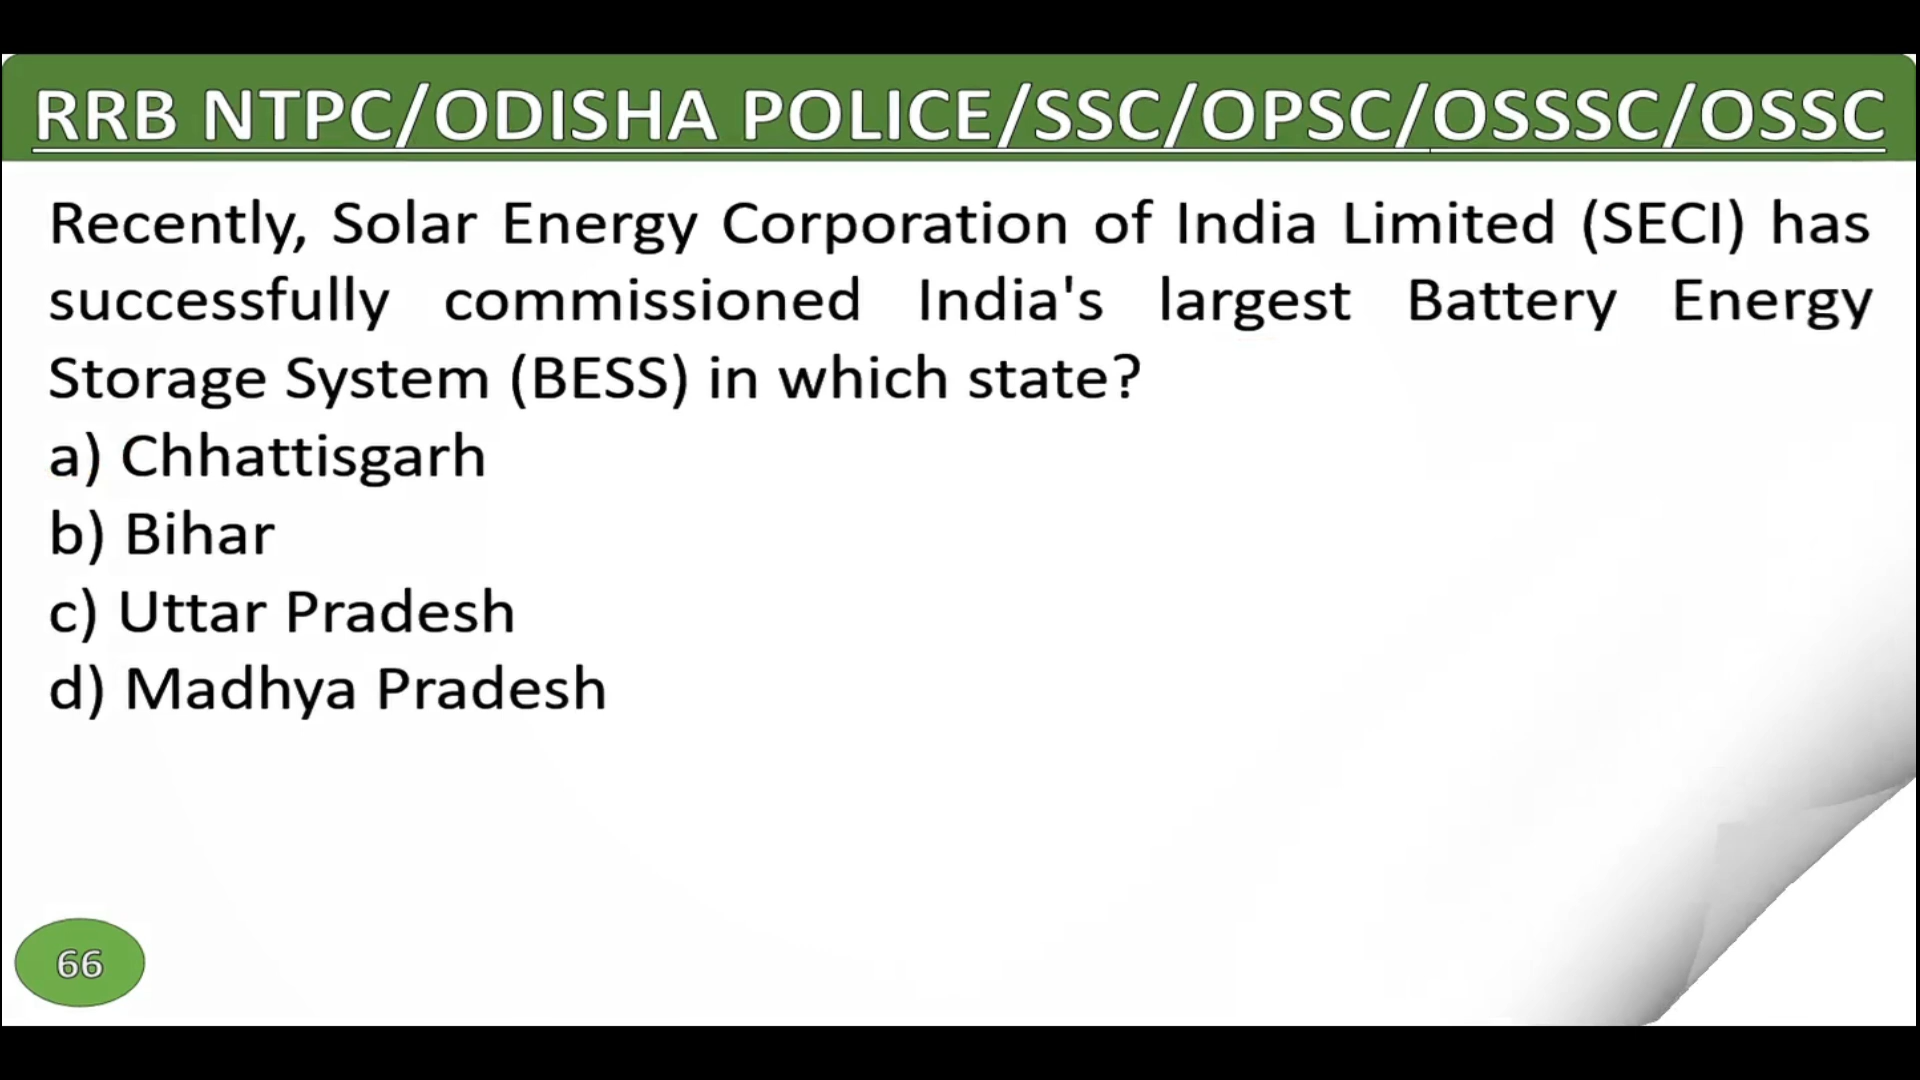 RRB NTPC/ODISHA POLICE/SSC/OPSC/OSSSC/OSSC
Recently, Solar Energy Corporation of India Limited (SECI) has
successfully commissioned India's largest Battery Energy
Storage System (BESS) in which state?
a) Chhattisgarh
b) Bihar
c) Uttar Pradesh
d) Madhya Pradesh
66